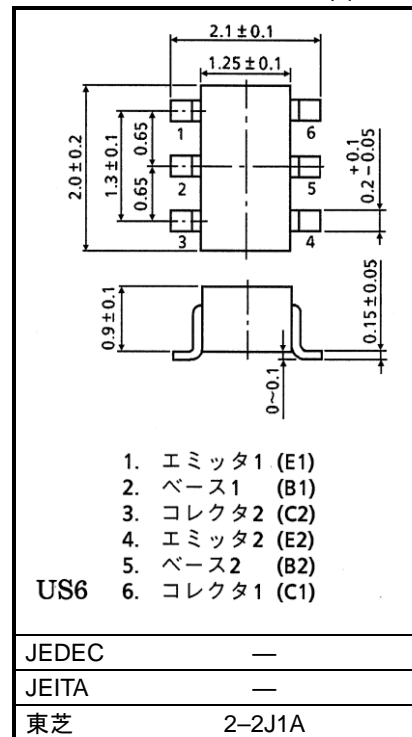 2.1±0.1
1.25±0.1
2.0±0.2
1.3±0.1
0.65
0.65
1
2
3
6
5
4
+0.1
0.2−0.05
0.9±0.1
0.15±0.05
0~0.1
1. エミッタ1 (E1)
2. ベース1 (B1)
3. コレクタ2 (C2)
4. エミッタ2 (E2)
5. ベース2 (B2)
US6 6. コレクタ1 (C1)
JEDEC —
JEITA —
東芝 2–2J1A